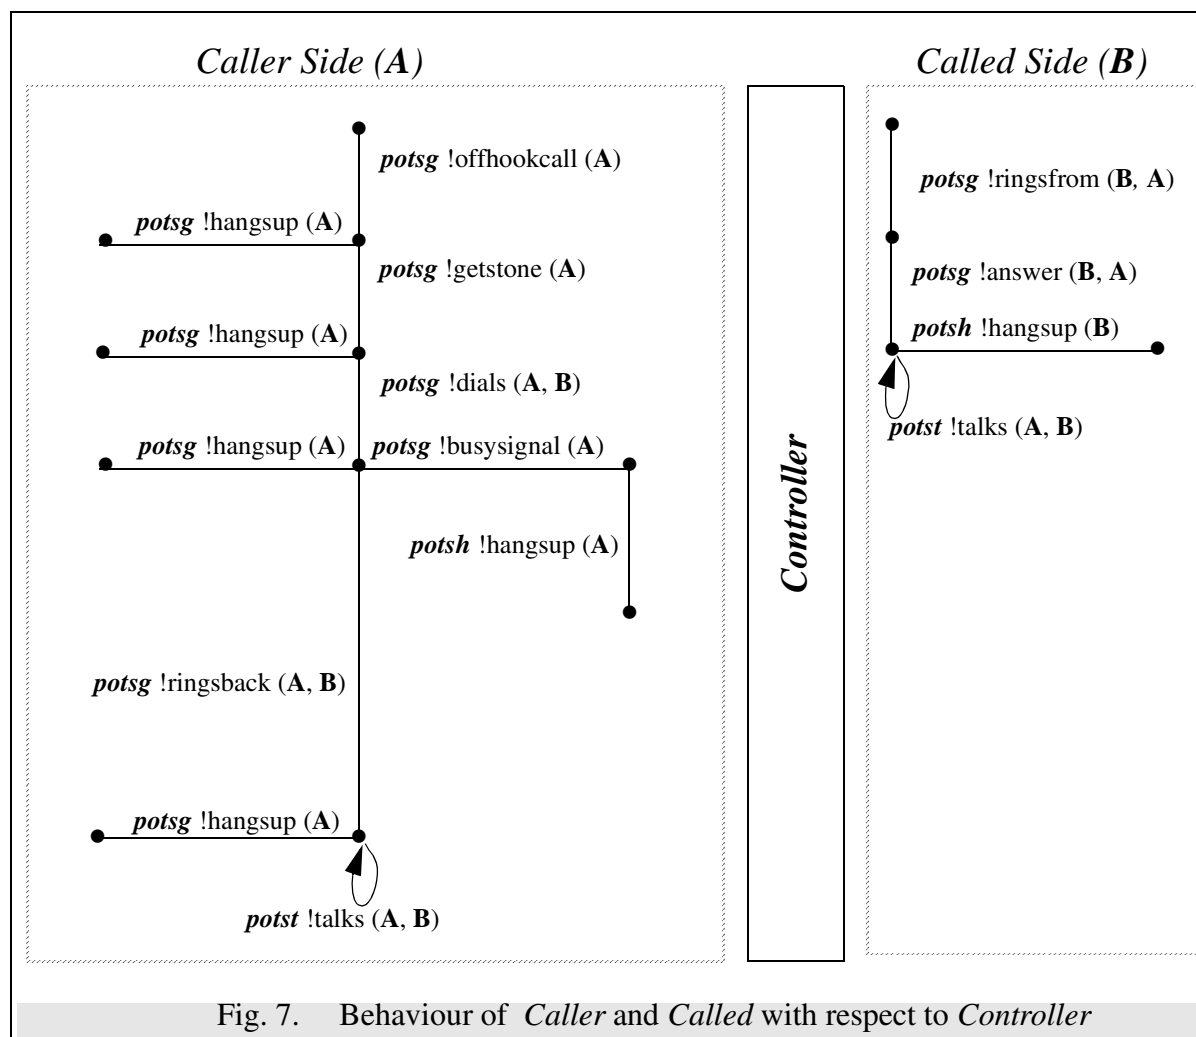 Caller Side (A)
potsg !offhookcall (A)
potsg !hangsup (A)
potsg !getstone (A)
potsg !hangsup (A)
potsg !dials (A, B)
potsg !hangsup (A)
potsg !busysignal (A)
potsh !hangsup (A)
potsg !ringsback (A, B)
potsg !hangsup (A)
potst !talks (A, B)
Controller
Called Side (B)
potsg !ringsfrom (B, A)
potsg !answer (B, A)
potsh !hangsup (B)
potst !talks (A, B)
Fig. 7. Behaviour of Caller and Called with respect to Controller